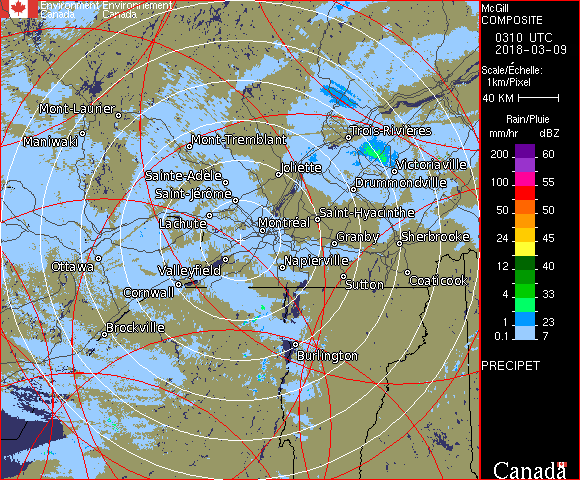 Environment Environnement
Canada Canada
McGill
COMPOSITE
0310 UTC
2018-03-09
Scale/Échelle:
1km/Pixel
40 KM
Rain/Pluie
mm/hr dBZ
200 60
100 55
50 50
24 45
12 40
4 33
1 23
0.1 7
PRECIPET
Canada
Mont-Laurier
Maniwaki
Mont-Tremblant
Trois-Rivières
Victoriaville
Joliette
Sainte-Adèle
Drummondville
Saint-Jérôme
Saint-Hyacinthe
Lachute
Montréal
Granby
Sherbrooke
Ottawa
Valleyfield
Napierville
Sutton
Coaticook
Cornwall
Brockville
Burlington